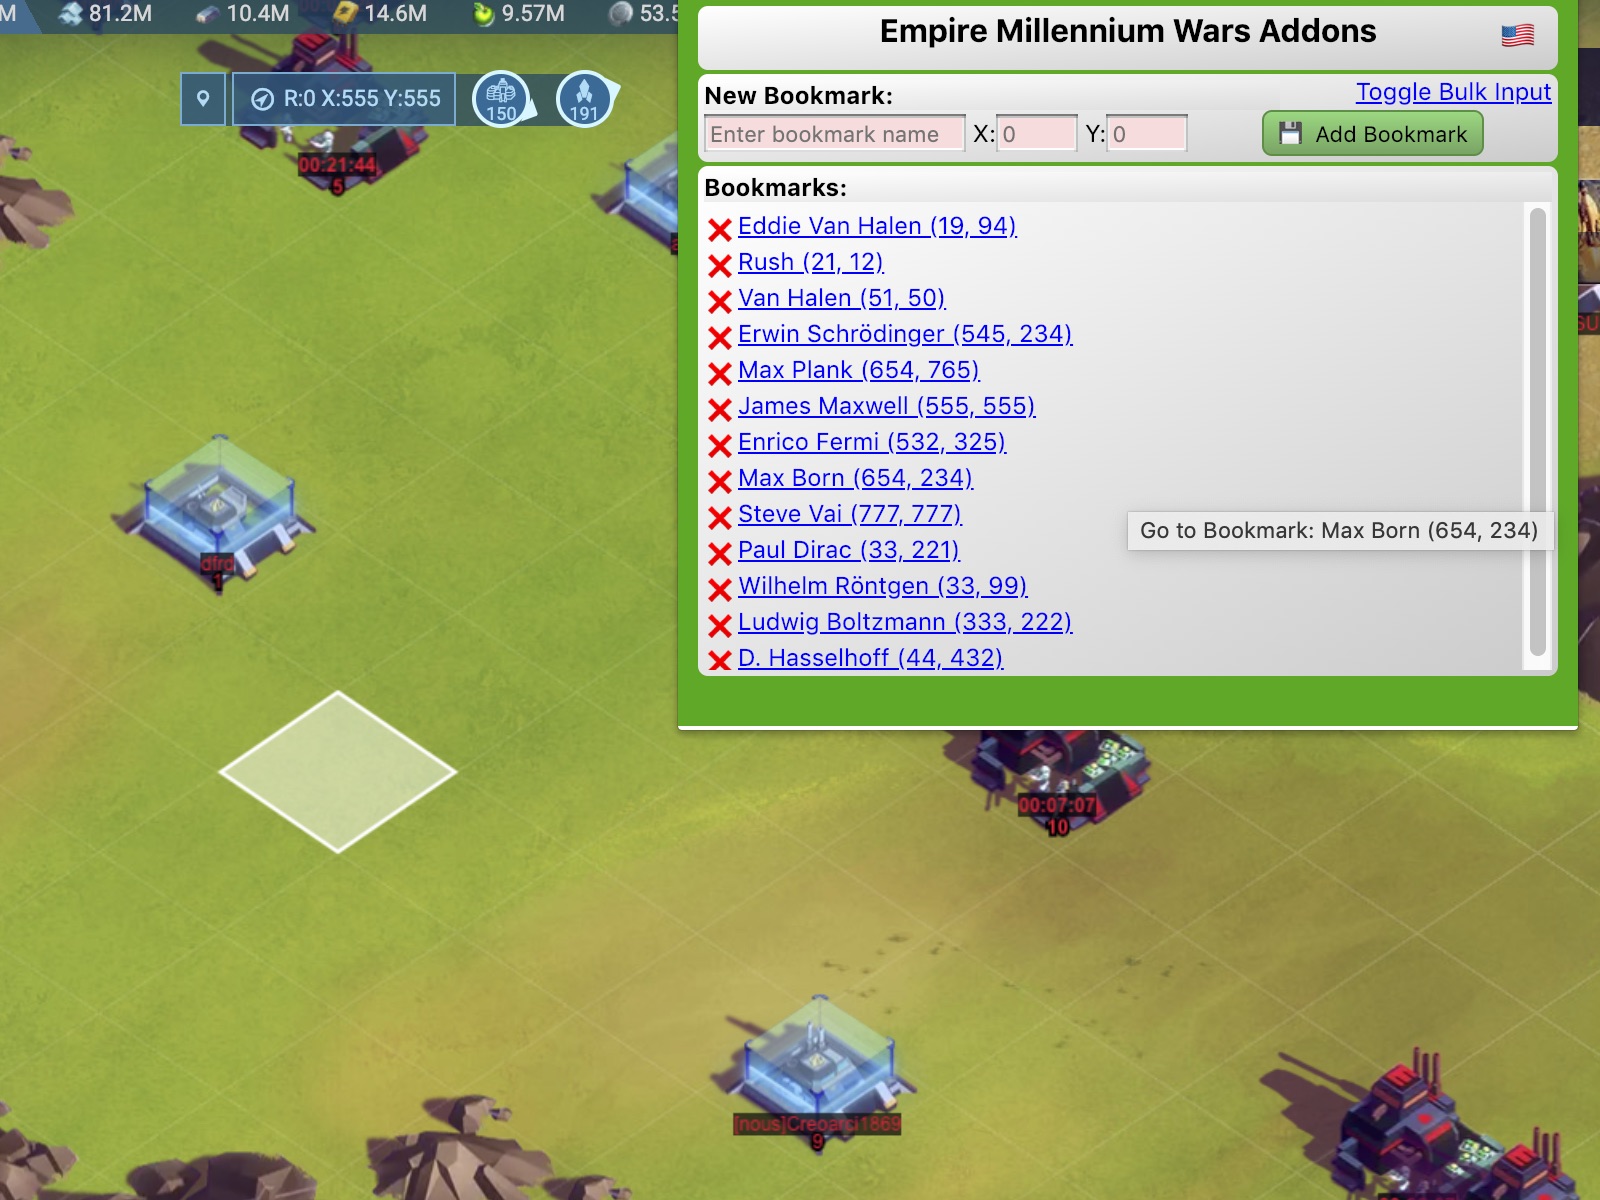 M 81.2M 10.4M 14.6M 9.57M 53.5
Empire Millennium Wars Addons
R:0 X:555 Y:555
150
191
New Bookmark:
Toggle Bulk Input
Enter bookmark name X: 0 Y: 0 Add Bookmark
00:21:44
5
Bookmarks:
Eddie Van Halen (19, 94)
Rush (21, 12)
Van Halen (51, 50)
Erwin Schrödinger (545, 234)
Max Plank (654, 765)
James Maxwell (555, 555)
Enrico Fermi (532, 325)
Max Born (654, 234)
Steve Vai (777, 777)
Go to Bookmark: Max Born (654, 234)
Paul Dirac (33, 221)
Wilhelm Röntgen (33, 99)
Ludwig Boltzmann (333, 222)
D. Hasselhoff (44, 432)
SU
dfrd
1
00:07:07
10
[nous]Creoarci1869
9